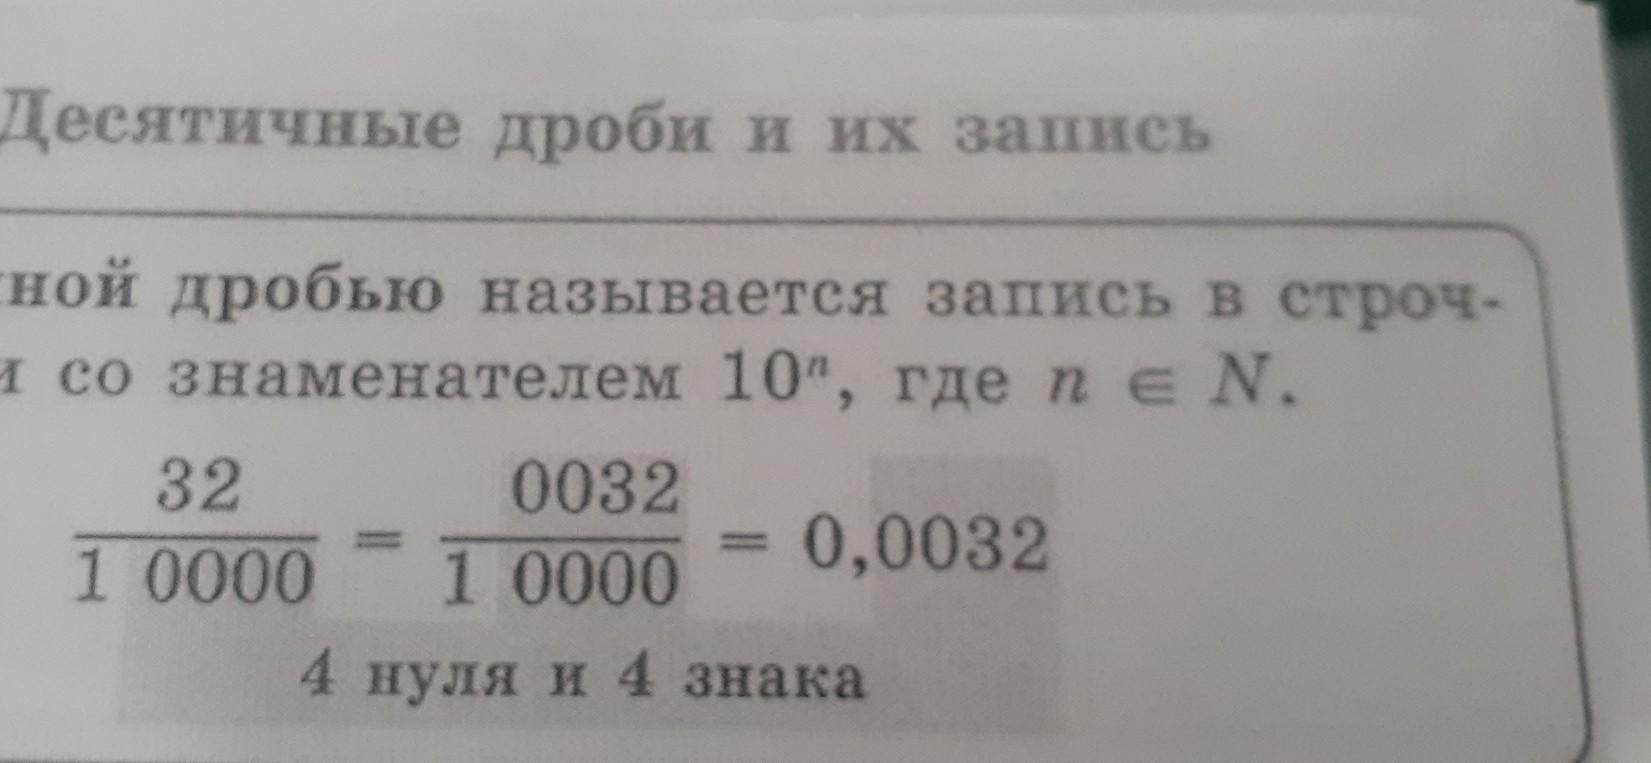 Десятичные дроби и их запись
ной дробью называется запись в строч-
и со знаменателем 10ⁿ, где n ∈ N.
32/1 0000 = 0032/1 0000 = 0,0032
4 нуля и 4 знака